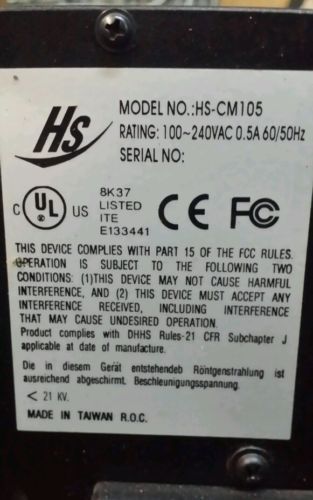 HS
MODEL NO.:HS-CM105
RATING: 100~240VAC 0.5A 60/50Hz
SERIAL NO:
C UL ® US
8K37
LISTED
ITE
E133441
CE FC
THIS DEVICE COMPLIES WITH PART 15 OF THE FCC RULES.
OPERATION IS SUBJECT TO THE FOLLOWING TWO
CONDITIONS: (1)THIS DEVICE MAY NOT CAUSE HARMFUL
INTERFERENCE, AND (2) THIS DEVICE MUST ACCEPT ANY
INTERFERENCE RECEIVED, INCLUDING INTERFERENCE
THAT MAY CAUSE UNDESIRED OPERATION.
Product complies with DHHS Rules-21 CFR Subchapter J
applicable at date of manufacture.
Die in diesem Gerät entstehendeb Röntgenstrahlung ist
ausreichend abgeschirmt. Beschleunigungsspannung.
< 21 KV.
MADE IN TAIWAN R.O.C.